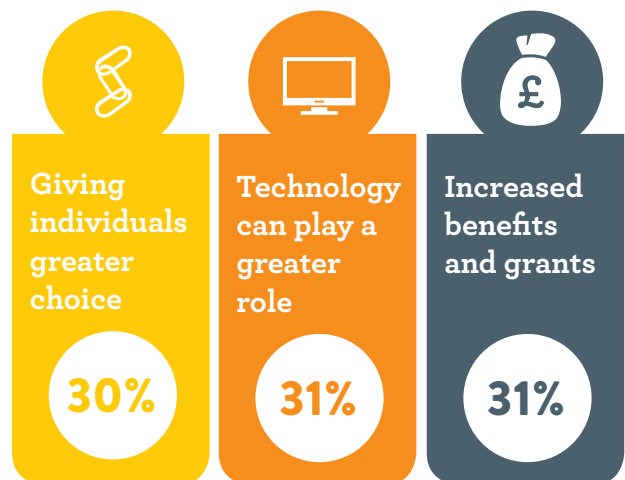 Giving
individuals
greater
choice
30%
Technology
can play a
greater
role
31%
£
Increased
benefits
and grants
31%